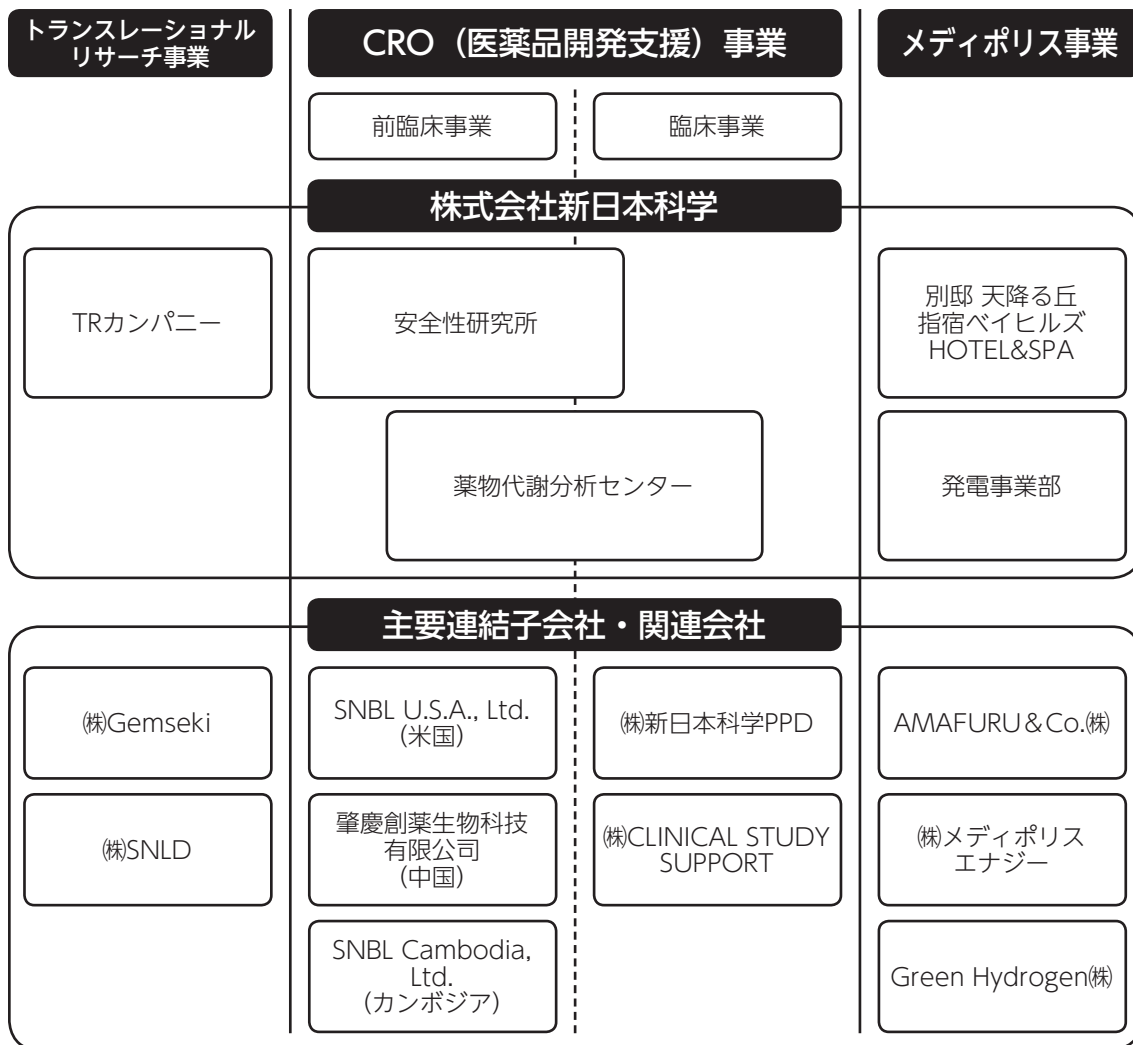 トランスレーショナル
リサーチ事業
CRO（医薬品開発支援）事業
メディポリス事業
前臨床事業
臨床事業
株式会社新日本科学
TRカンパニー
安全性研究所
別邸 天降る丘
指宿ベイヒルズ
HOTEL&SPA
薬物代謝分析センター
発電事業部
主要連結子会社・関連会社
㈱Gemseki
SNBL U.S.A., Ltd.
（米国）
㈱新日本科学PPD
AMAFURU＆Co.㈱
㈱SNLD
肇慶創薬生物科技
有限公司
（中国）
㈱CLINICAL STUDY
SUPPORT
㈱メディポリス
エナジー
SNBL Cambodia,
Ltd.
（カンボジア）
Green Hydrogen㈱